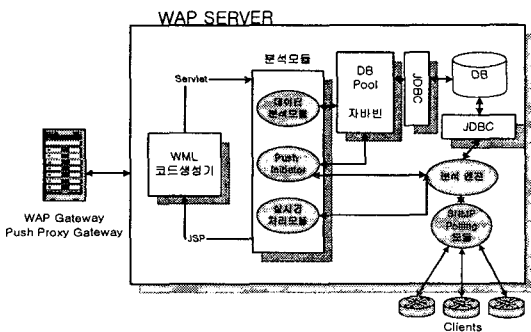 WAP SERVER
분석모듈
Servlet
데이터
분석모듈
DB
Pool
자바빈
JDBC
DB
JDBC
WML
코드생성기
Push
Initiator
분석 엔진
실시간
처리모듈
SNMP
Polling
모듈
JSP
WAP Gateway
Push Proxy Gateway
Clients